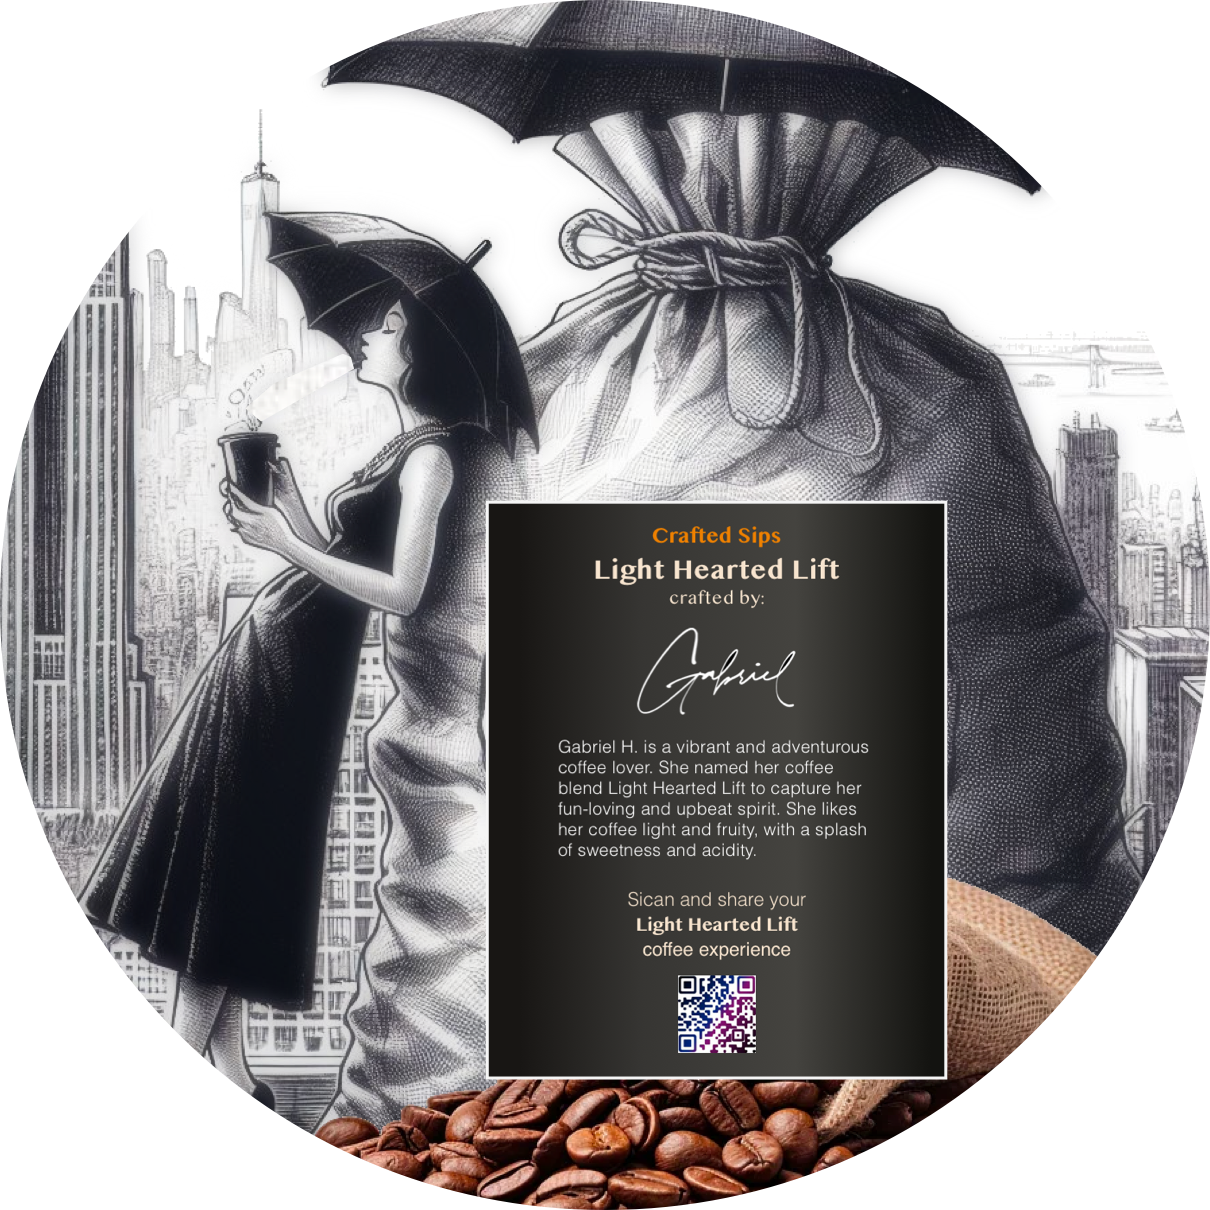 Crafted Sips
Light Hearted Lift
crafted by:
Gabriel
Gabriel H. is a vibrant and adventurous
coffee lover. She named her coffee
blend Light Hearted Lift to capture her
fun-loving and upbeat spirit. She likes
her coffee light and fruity, with a splash
of sweetness and acidity.
Sican and share your
Light Hearted Lift
coffee experience